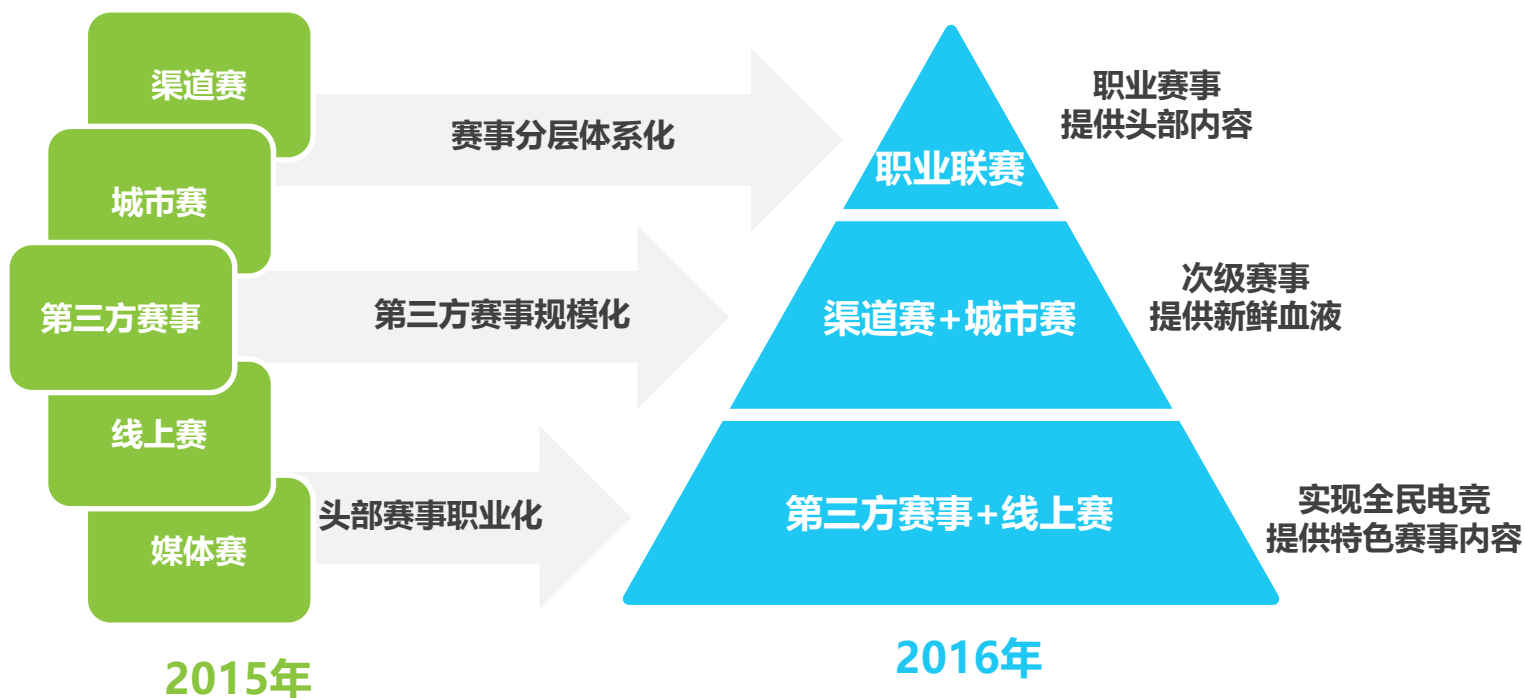 渠道赛
城市赛
第三方赛事
线上赛
媒体赛
2015年
赛事分层体系化
第三方赛事规模化
头部赛事职业化
职业联赛
渠道赛+城市赛
第三方赛事+线上赛
2016年
职业赛事
提供头部内容
次级赛事
提供新鲜血液
实现全民电竞
提供特色赛事内容